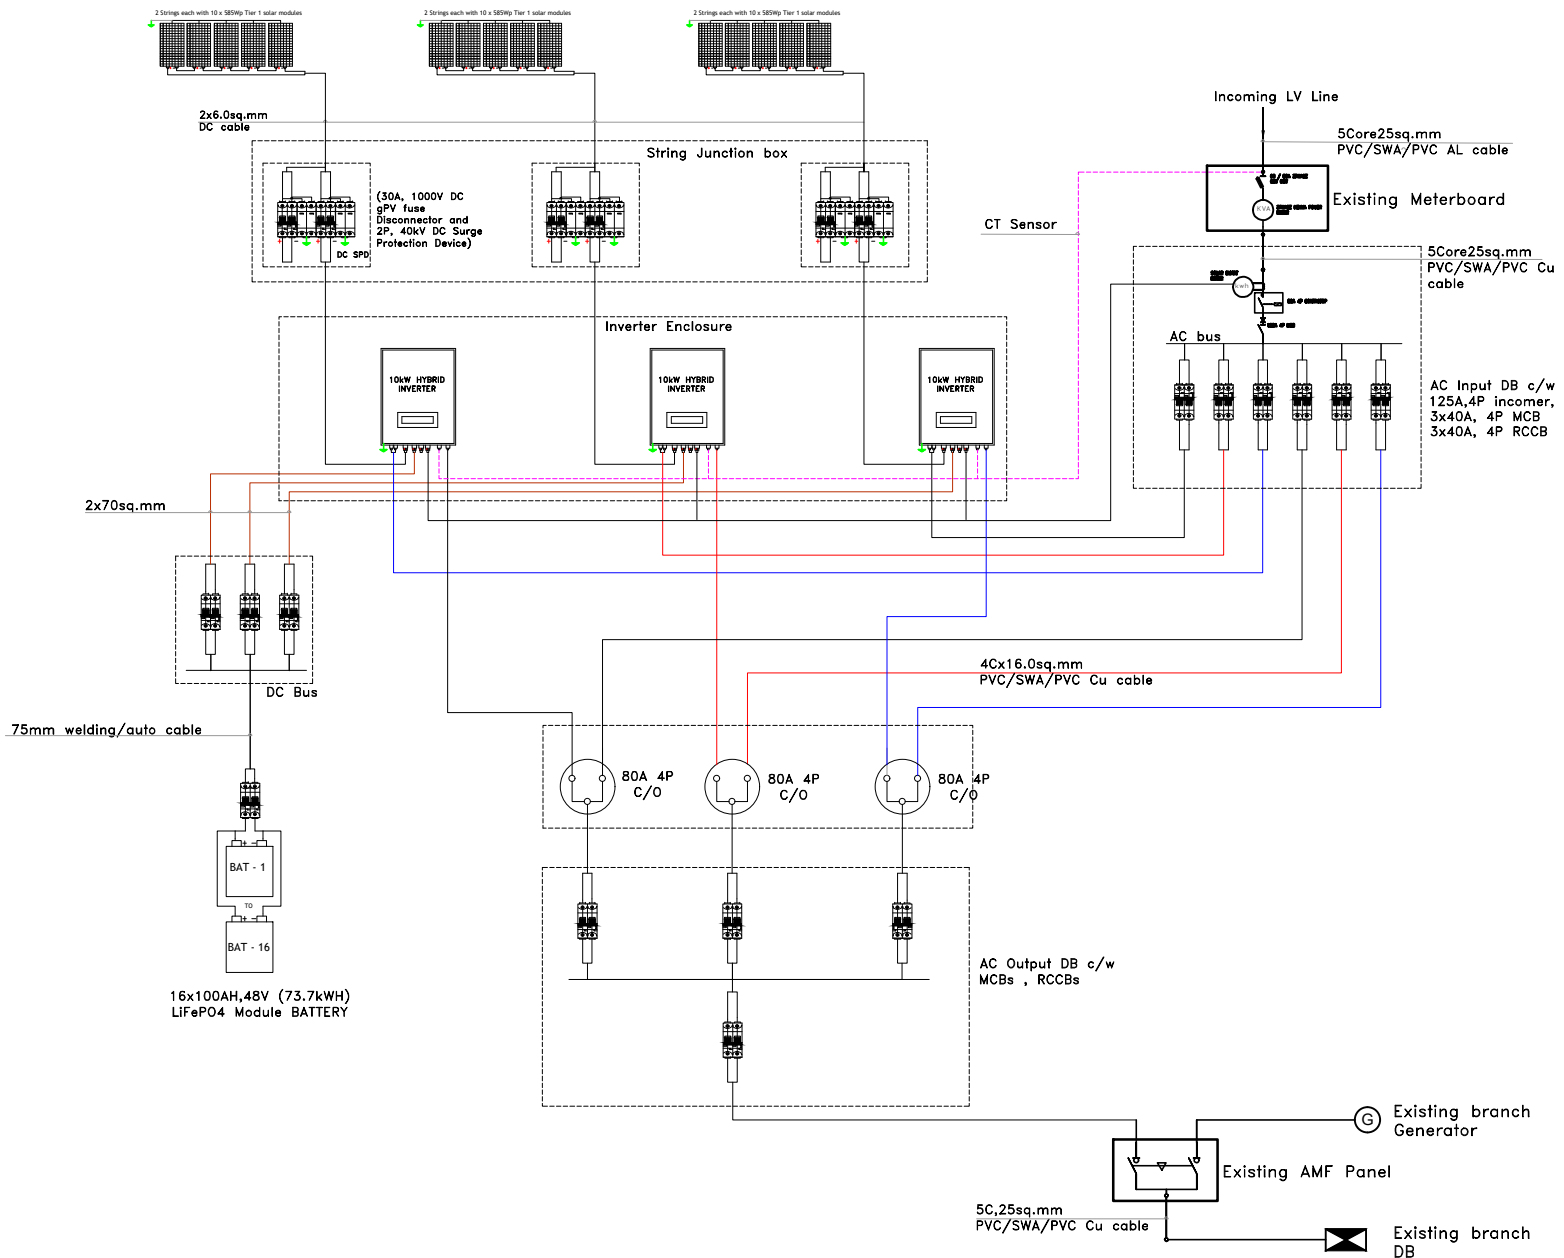 2 Strings each with 10 x 585Wp Tier 1 solar modules
2 Strings each with 10 x 585Wp Tier 1 solar modules
2 Strings each with 10 x 585Wp Tier 1 solar modules
2x6.0sq.mm
DC cable
String Junction box
(30A, 1000V DC
gPV fuse
Disconnector and
2P, 40kV DC Surge
Protection Device)
DC SPD
Incoming LV Line
5Core25sq.mm
PVC/SWA/PVC AL cable
KVA
Existing Meterboard
CT Sensor
5Core25sq.mm
PVC/SWA/PVC Cu
cable
kwh
AC bus
AC Input DB c/w
125A,4P incomer,
3x40A, 4P MCB
3x40A, 4P RCCB
Inverter Enclosure
10kW HYBRID
INVERTER
10kW HYBRID
INVERTER
10kW HYBRID
INVERTER
2x70sq.mm
DC Bus
75mm welding/auto cable
BAT - 1
TO
BAT - 16
16x100AH,48V (73.7kWH)
LiFePO4 Module BATTERY
4Cx16.0sq.mm
PVC/SWA/PVC Cu cable
80A 4P
C/O
80A 4P
C/O
80A 4P
C/O
AC Output DB c/w
MCBs , RCCBs
G
Existing branch
Generator
Existing AMF Panel
5C,25sq.mm
PVC/SWA/PVC Cu cable
Existing branch
DB